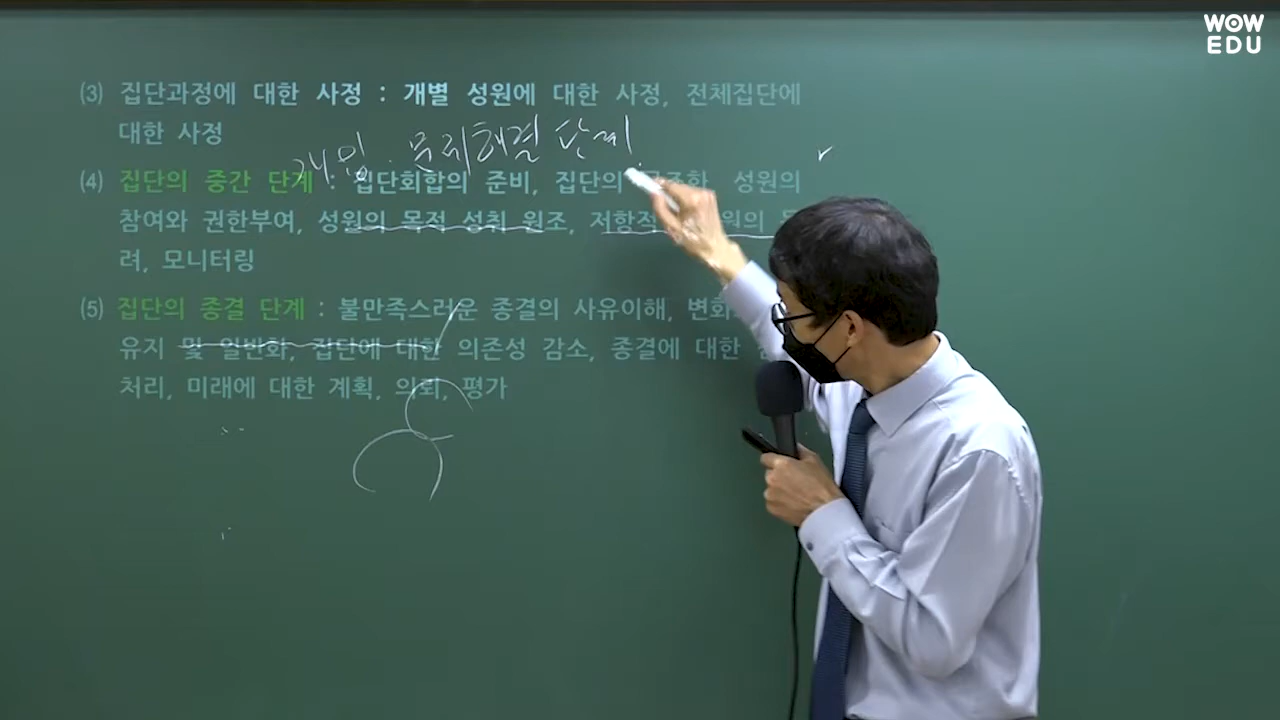 WOW
EDU
(3) 집단과정에 대한 사정 : 개별 성원에 대한 사정, 전체집단에
대한 사정
개입. 문제해결 단계
(4) 집단의 중간 단계 : 집단회합의 준비, 집단의 구조화, 성원의
참여와 권한부여, 성원의 목적 성취 원조, 저항적
려, 모니터링
(5) 집단의 종결 단계 : 불만족스러운 종결의 사유이해, 변화
유지 및 일반화, 집단에 대한 의존성 감소, 종결에 대한
처리, 미래에 대한 계획, 의뢰, 평가